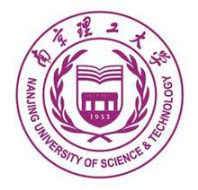 南京理工大学
NANJING UNIVERSITY OF SCIENCE & TECHNOLOGY
1953